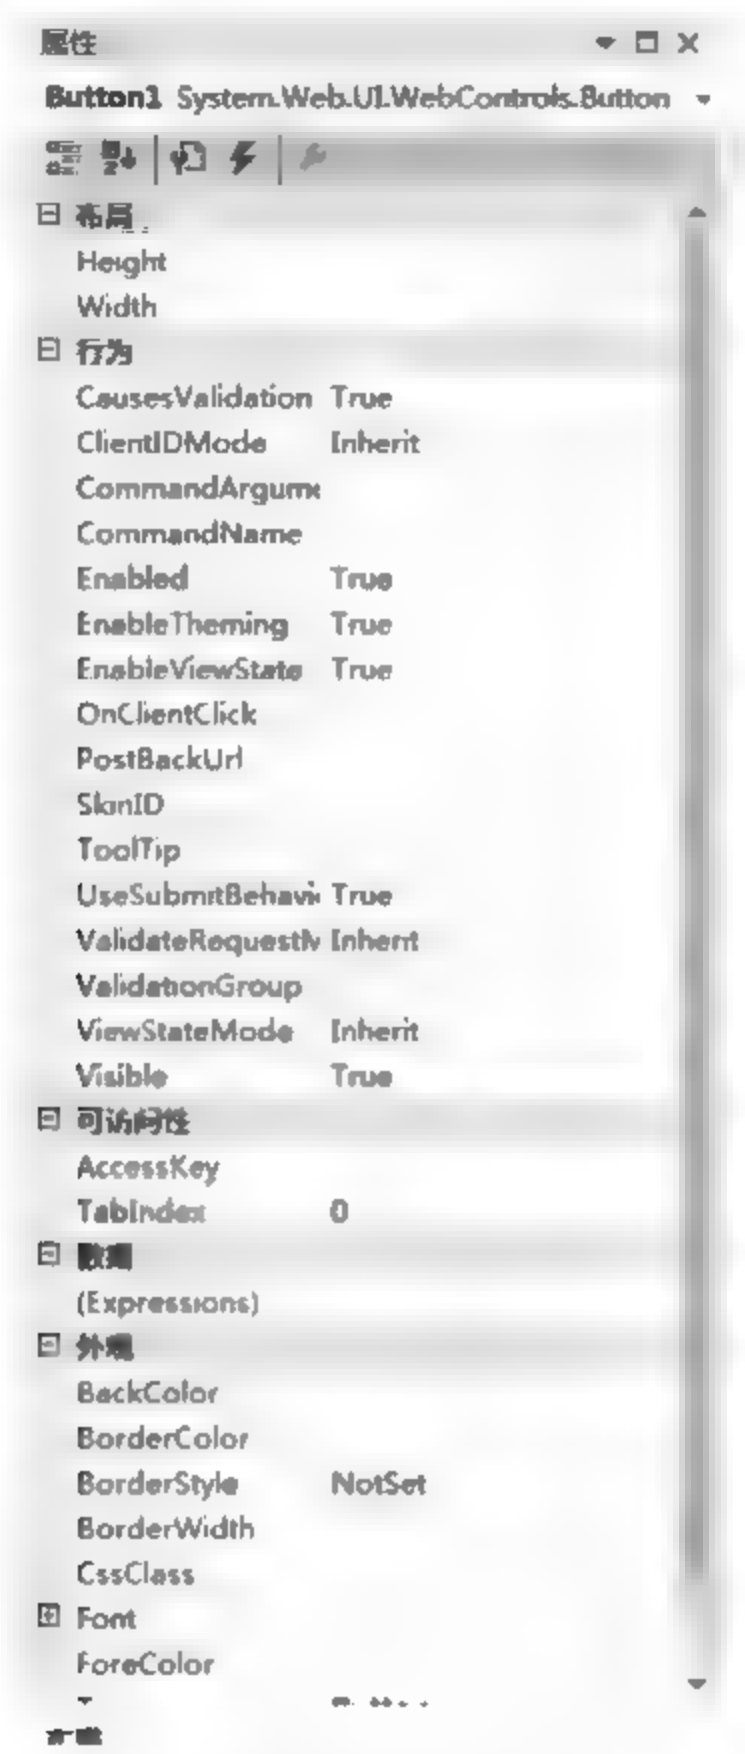 属性
Button1 System.Web.UI.WebControls.Button
布局
Height
Width
行为
CausesValidation True
ClientIDMode Inherit
CommandArgume
CommandName
Enabled True
EnableTheming True
EnableViewState True
OnClientClick
PostBackUrl
SkinID
ToolTip
UseSubmitBehavi True
ValidateRequestM Inherit
ValidationGroup
ViewStateMode Inherit
Visible True
可访问性
AccessKey
TabIndex 0
数据
(Expressions)
外观
BackColor
BorderColor
BorderStyle NotSet
BorderWidth
CssClass
Font
ForeColor